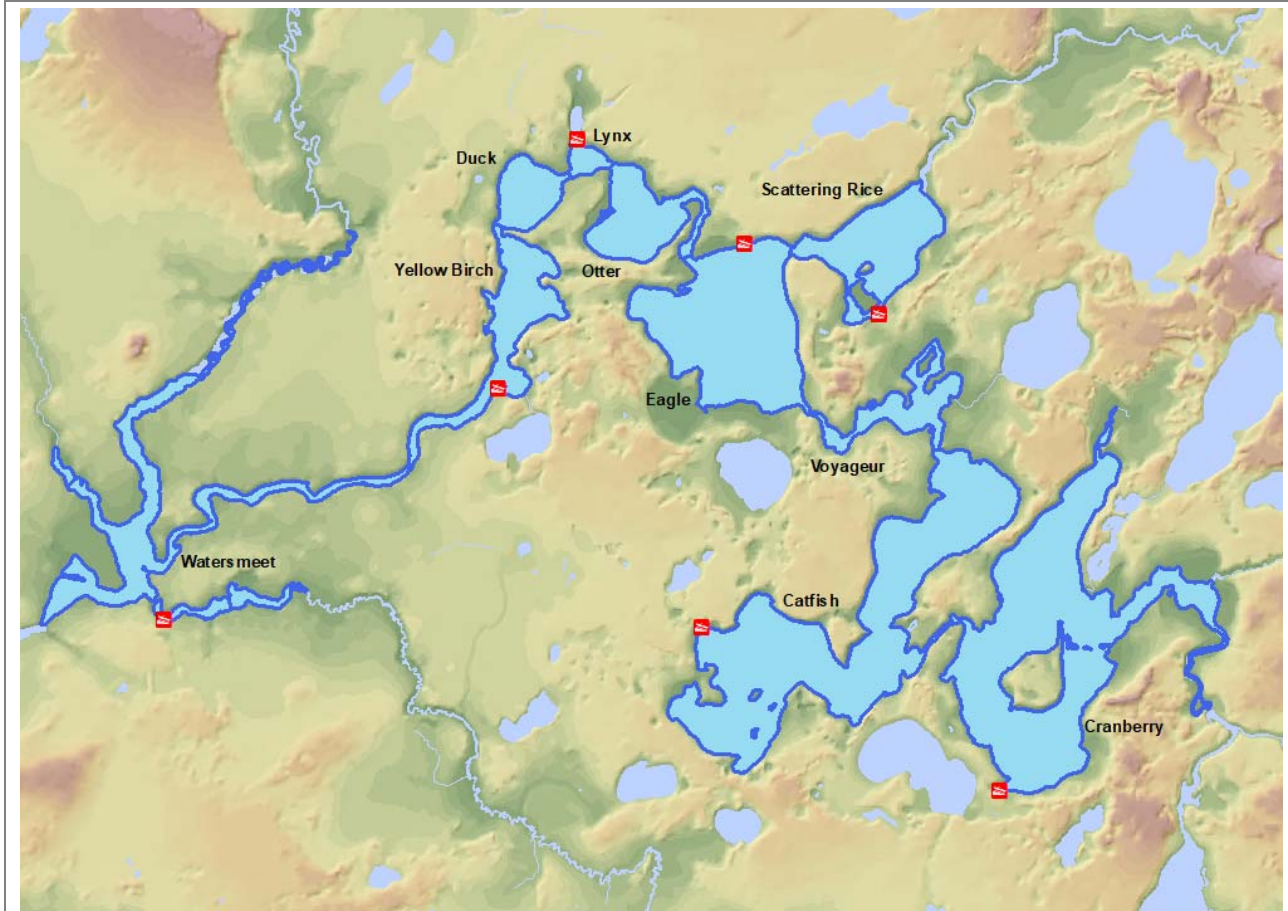 Lynx
Duck
Scattering Rice
Yellow Birch
Otter
Eagle
Voyageur
Watersmeet
Catfish
Cranberry